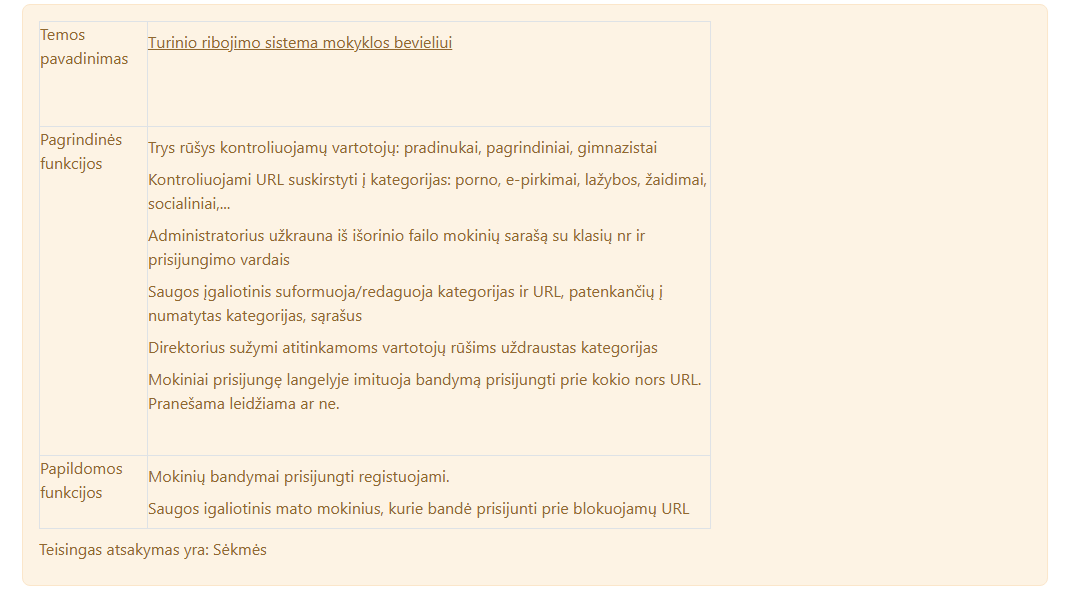 Temos
pavadinimas
Turinio ribojimo sistema mokyklos bevieliui
Pagrindinės
funkcijos
Trys rūšys kontroliuojamų vartotojų: pradinukai, pagrindiniai, gimnazistai
Kontroliuojami URL suskirstyti į kategorijas: porno, e-pirkimai, lažybos, žaidimai,
socialiniai,...
Administratorius užkrauna iš išorinio failo mokinių sarašą su klasių nr ir
prisijungimo vardais
Saugos įgaliotinis suformuoja/redaguoja kategorijas ir URL, patenkančių į
numatytas kategorijas, sąrašus
Direktorius sužymi atitinkamoms vartotojų rūšims uždraustas kategorijas
Mokiniai prisijungę langelyje imituoja bandymą prisijungti prie kokio nors URL.
Pranešama leidžiama ar ne.
Papildomos
funkcijos
Mokinių bandymai prisijungti registuojami.
Saugos igaliotinis mato mokinius, kurie bandė prisijunti prie blokuojamų URL
Teisingas atsakymas yra: Sėkmės